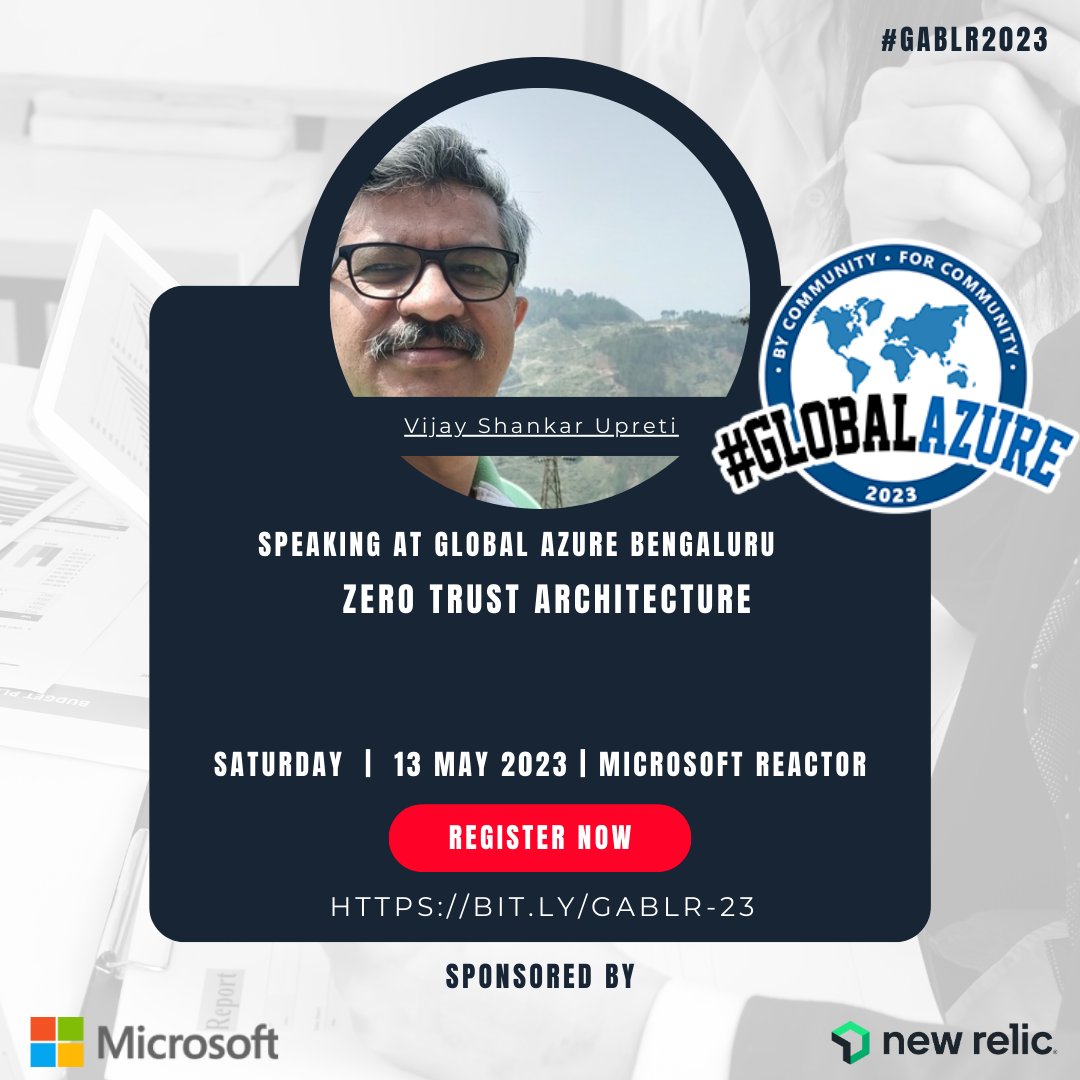 #GABLR2023
• BY COMMUNITY • FOR COMMUNITY •
#GLOBALAZURE
2023
Vijay Shankar Upreti
SPEAKING AT GLOBAL AZURE BENGALURU
ZERO TRUST ARCHITECTURE
SATURDAY | 13 MAY 2023 | MICROSOFT REACTOR
REGISTER NOW
HTTPS://BIT.LY/GABLR-23
SPONSORED BY
Report
Microsoft
new relic